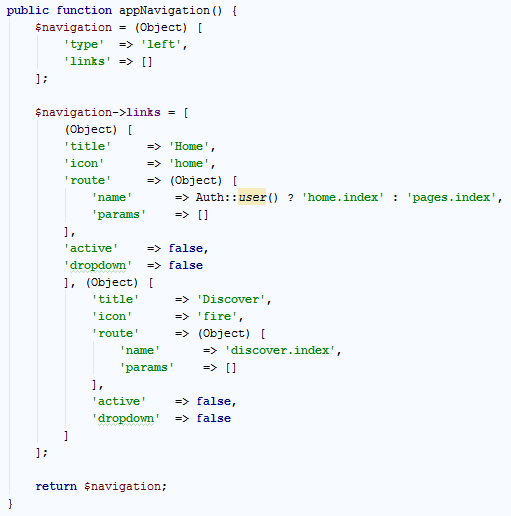 public function appNavigation() {
    $navigation = (Object) [
        'type'  => 'left',
        'links' => []
    ];
    $navigation->links = [
        (Object) [
        'title'     => 'Home',
        'icon'      => 'home',
        'route'     => (Object) [
            'name'      => Auth::user() ? 'home.index' : 'pages.index',
            'params'    => []
        ],
        'active'    => false,
        'dropdown'  => false
        ], (Object) [
            'title'     => 'Discover',
            'icon'      => 'fire',
            'route'     => (Object) [
                'name'      => 'discover.index',
                'params'    => []
            ],
            'active'    => false,
            'dropdown'  => false
        ]
    ];
    return $navigation;
}